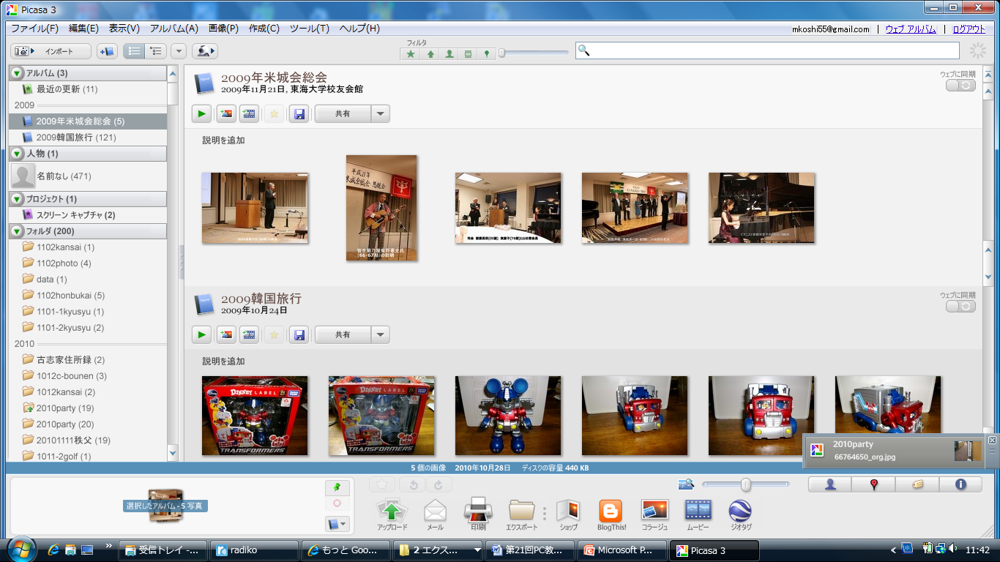 Picasa 3
ファイル(F) 編集(E) 表示(V) アルバム(A) 画像(P) 作成(C) ツール(T) ヘルプ(H)
mkoshi55@gmail.com | ウェブ アルバム | ログアウト
インポート
フィルタ
アルバム (3)
最近の更新 (11)
2009
2009年米城会総会 (5)
2009韓国旅行 (121)
人物 (1)
名前なし (471)
プロジェクト (1)
スクリーン キャプチャ (2)
フォルダ (200)
1102kansai (1)
1102photo (4)
data (1)
1102honbukai (5)
1101-1kyusyu (1)
1101-2kyusyu (2)
2010
古志家住所録 (2)
1012c-bounen (3)
1012kansai (2)
2010party (19)
2010party (20)
20101111秩父 (19)
1011-2golf (1)
2009年米城会総会
2009年11月21日, 東海大学校友会館
ウェブに同期
共有
説明を追加
平成21年
米城会総会 懇親会
(66・67期)の歌唱
2009韓国旅行
2009年10月24日
ウェブに同期
共有
説明を追加
DISNEY LABEL
TRANSFORMERS
DISNEY LABEL
TRANSFORMERS
2010party
66764650_org.jpg
5 個の画像 2010年10月28日 ディスクの容量 440 KB
選択したアルバム - 5 写真
アップロード
メール
印刷
エクスポート
ショップ
BlogThis!
コラージュ
ムービー
ジオタグ
受信トレイ -...
radiko
もっと Goo...
2 エクス...
第21回PC教...
Microsoft P...
Picasa 3
11:42